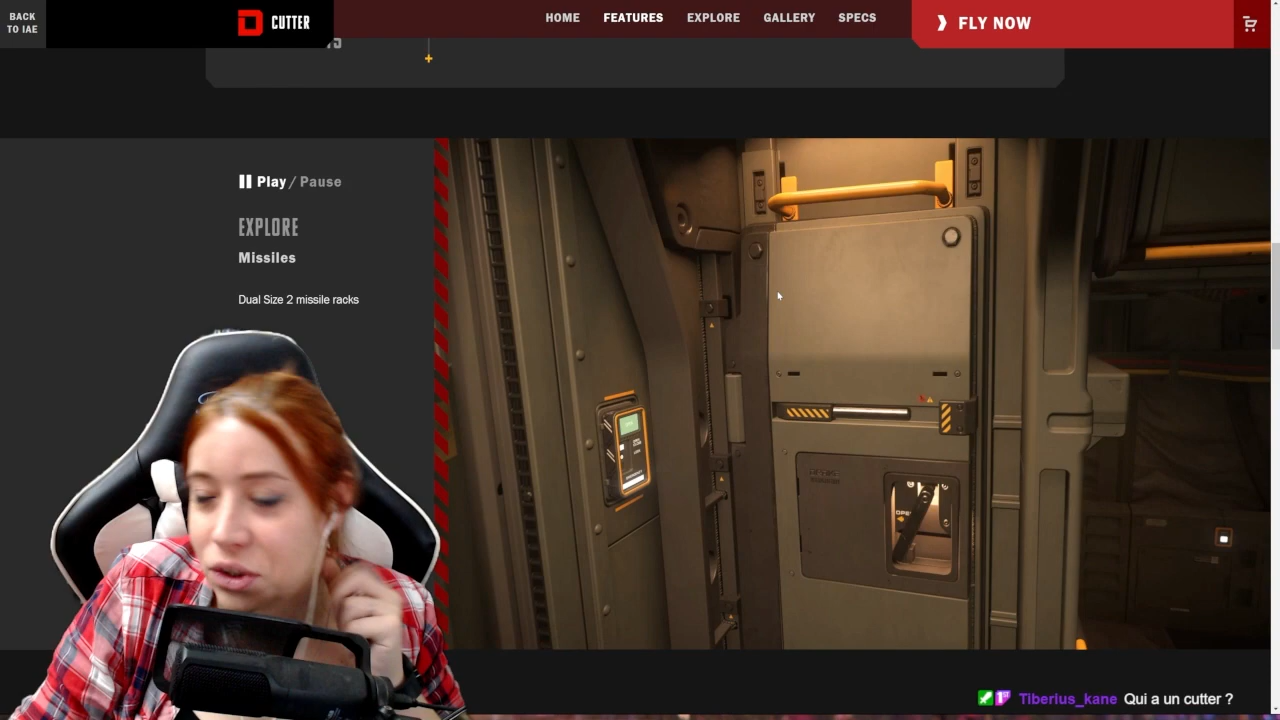 BACK
TO IAE
CUTTER
HOME
FEATURES
EXPLORE
GALLERY
SPECS
FLY NOW
Play / Pause
EXPLORE
Missiles
Dual Size 2 missile racks
Tiberius_kane Qui a un cutter ?